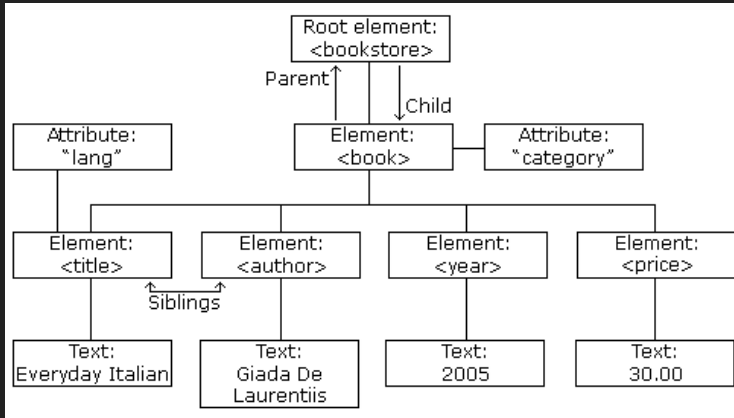 Root element:
<bookstore>
Parent
Child
Attribute:
“lang”
Element:
<book>
Attribute:
“category”
Element:
<title>
Element:
<author>
Element:
<year>
Element:
<price>
Siblings
Text:
Everyday Italian
Text:
Giada De
Laurentiis
Text:
2005
Text:
30.00